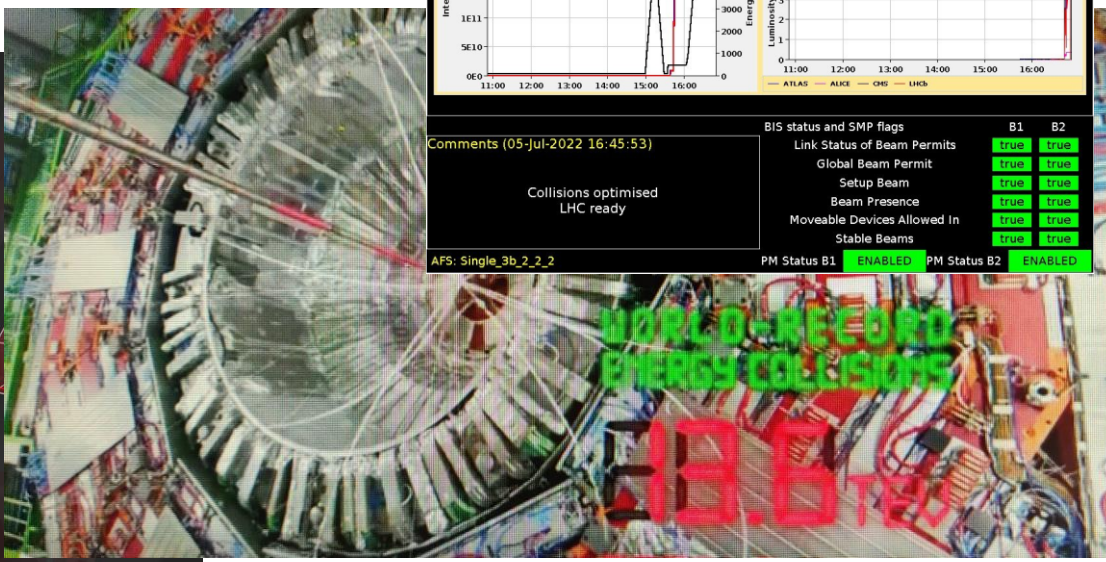 1E11
5E10
0E0
11:00 12:00 13:00 14:00 15:00 16:00
3000
2000
1000
0
Luminosity
3
2
1
0
11:00 12:00 13:00 14:00 15:00 16:00
ATLAS ALICE CMS LHCb
Comments (05-Jul-2022 16:45:53)
Collisions optimised
LHC ready
AFS: Single_3b_2_2_2
BIS status and SMP flags B1 B2
Link Status of Beam Permits true true
Global Beam Permit true true
Setup Beam true true
Beam Presence true true
Moveable Devices Allowed In true true
Stable Beams true true
PM Status B1 ENABLED PM Status B2 ENABLED
WORLD-RECORD
ENERGY COLLISIONS
13.6 TeV